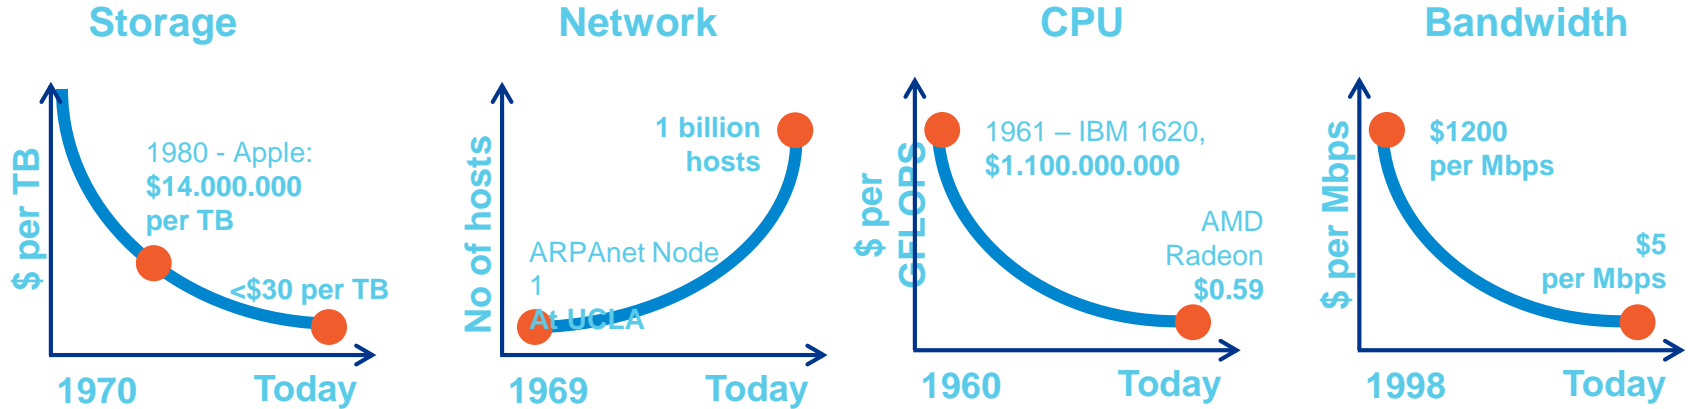 Storage
$ per TB
1980 - Apple:
$14.000.000
per TB
<$30 per TB
1970
Today
Network
No of hosts
1 billion
hosts
ARPAnet Node
1
At UCLA
1969
Today
CPU
$ per
GFLOPS
1961 – IBM 1620,
$1.100.000.000
AMD
Radeon
$0.59
1960
Today
Bandwidth
$ per Mbps
$1200
per Mbps
$5
per Mbps
1998
Today